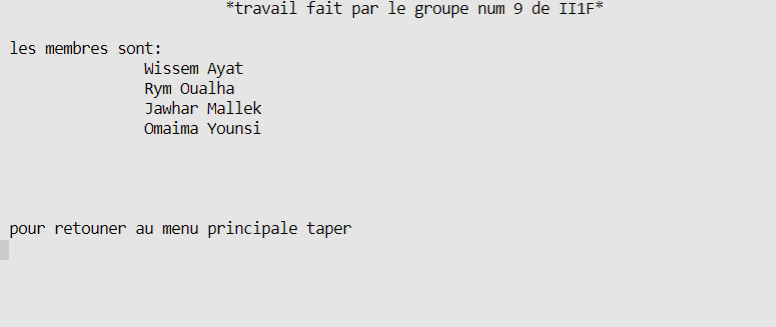 *travail fait par le groupe num 9 de II1F*
les membres sont:
Wissem Ayat
Rym Oualha
Jawhar Mallek
Omaima Younsi
pour retouner au menu principale taper